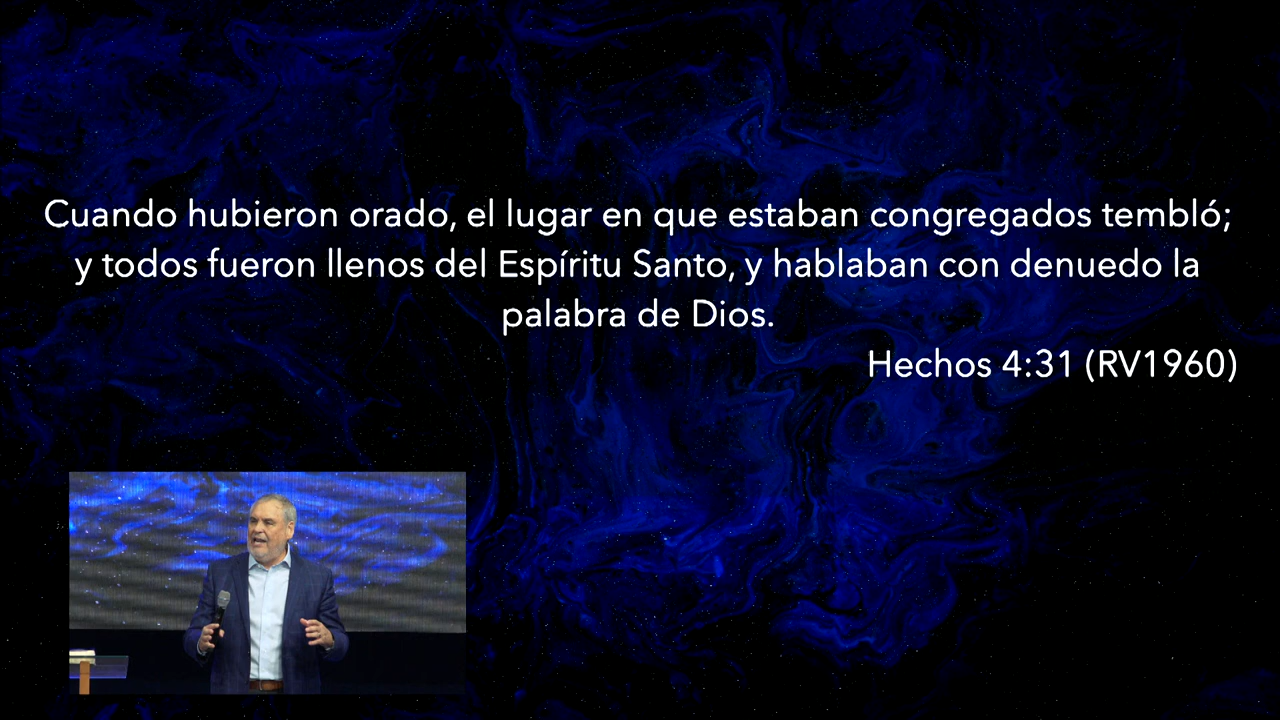 Cuando hubieron orado, el lugar en que estaban congregados tembló;
y todos fueron llenos del Espíritu Santo, y hablaban con denuedo la
palabra de Dios.
Hechos 4:31 (RV1960)